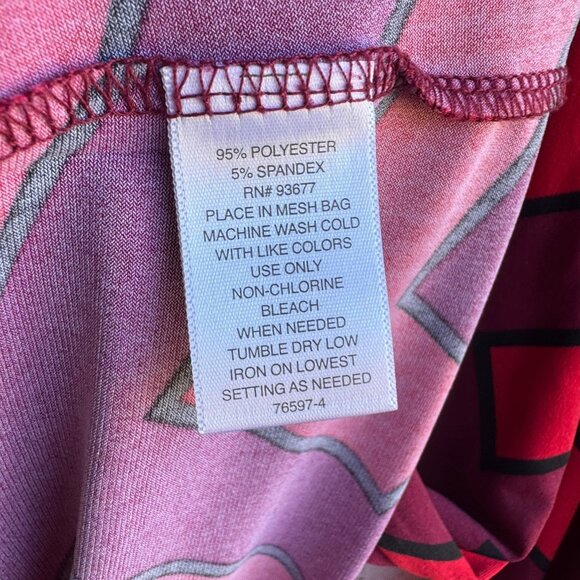 95% POLYESTER
5% SPANDEX
RN# 93677
PLACE IN MESH BAG
MACHINE WASH COLD
WITH LIKE COLORS
USE ONLY
NON-CHLORINE
BLEACH
WHEN NEEDED
TUMBLE DRY LOW
IRON ON LOWEST
SETTING AS NEEDED
76597-4